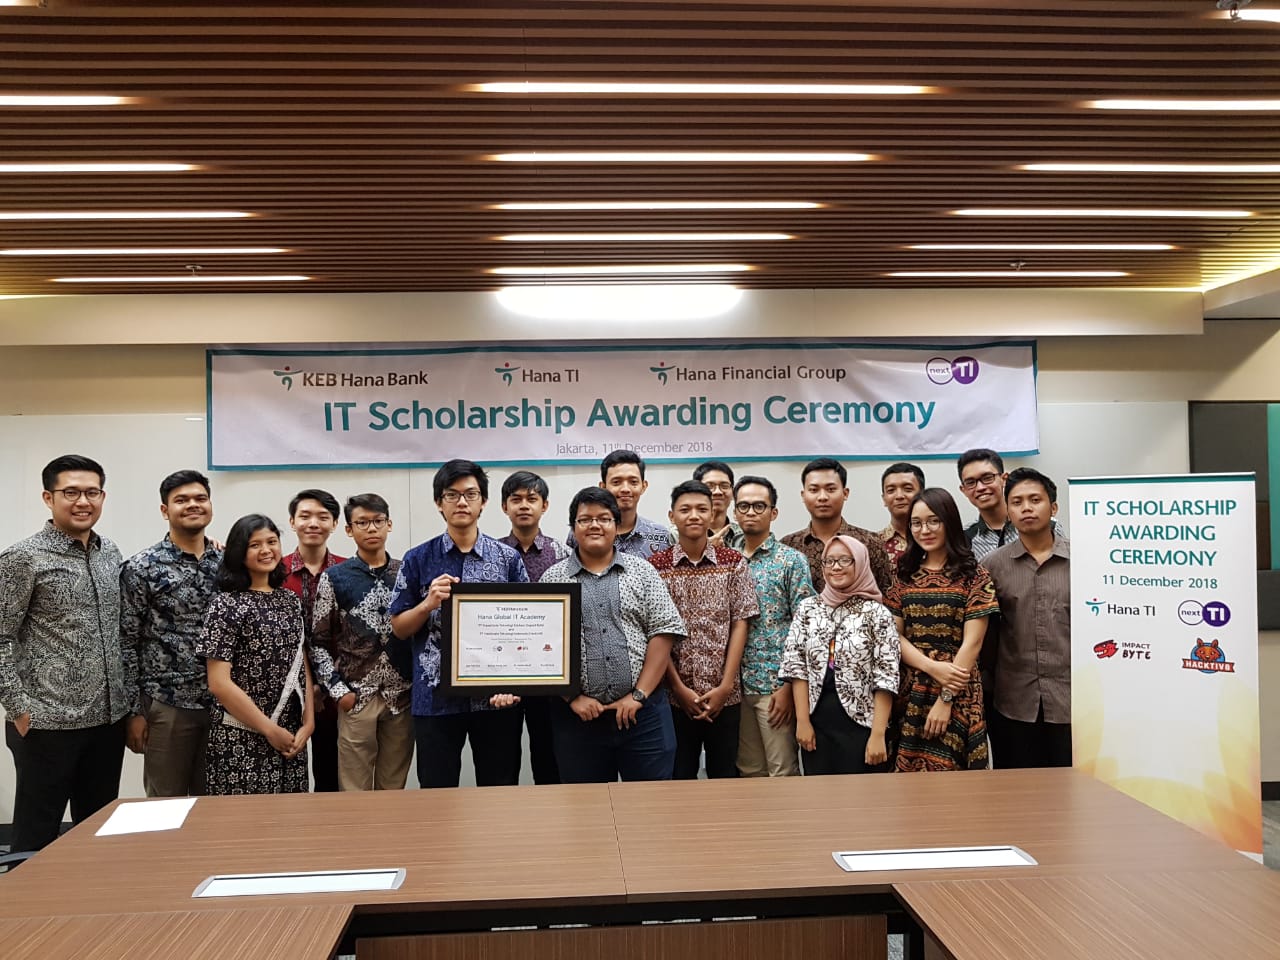 KEB Hana Bank
Hana TI
Hana Financial Group
next TI
IT Scholarship Awarding Ceremony
Jakarta, 11th December 2018
Hana Global IT Academy
IT SCHOLARSHIP
AWARDING
CEREMONY
11 December 2018
Hana TI
next TI
IMPACT
BYTE
HACKTIV8